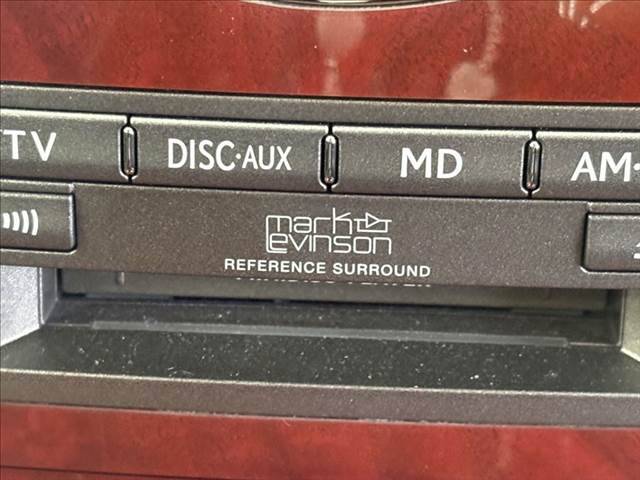 TV
DISC·AUX
MD
AM·
mark
Levinson
REFERENCE SURROUND